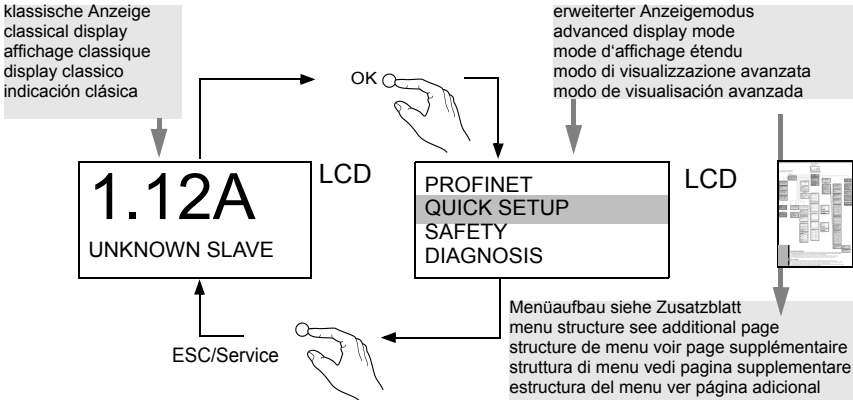 klassische Anzeige
classical display
affichage classique
display classico
indicación clásica
erweiterter Anzeigemodus
advanced display mode
mode d‘affichage étendu
modo di visualizzazione avanzata
modo de visualisación avanzada
OK
1.12A
UNKNOWN SLAVE
LCD
PROFINET
QUICK SETUP
SAFETY
DIAGNOSIS
LCD
ESC/Service
Menüaufbau siehe Zusatzblatt
menu structure see additional page
structure de menu voir page supplémentaire
struttura di menu vedi pagina supplementare
estructura del menu ver página adicional